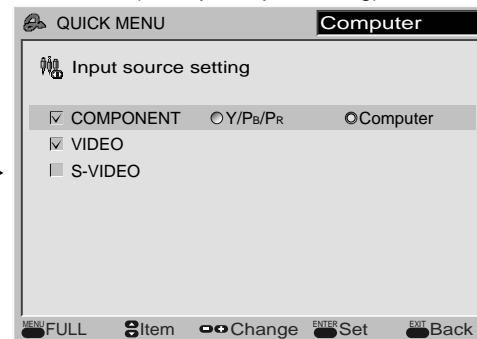 QUICK MENU Computer
Input source setting
COMPONENT Y/PB/PR Computer
VIDEO
S-VIDEO
MENU FULL Item Change ENTER Set EXIT Back